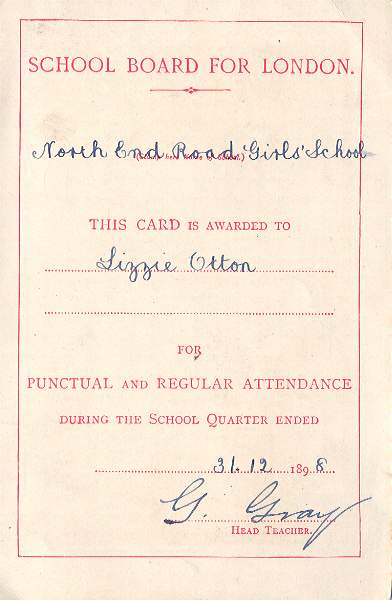 SCHOOL BOARD FOR LONDON.
North End Road Girls' School
THIS CARD IS AWARDED TO
Lizzie Otton
FOR
PUNCTUAL AND REGULAR ATTENDANCE
DURING THE SCHOOL QUARTER ENDED
31.12 1898
G. Gray
HEAD TEACHER.